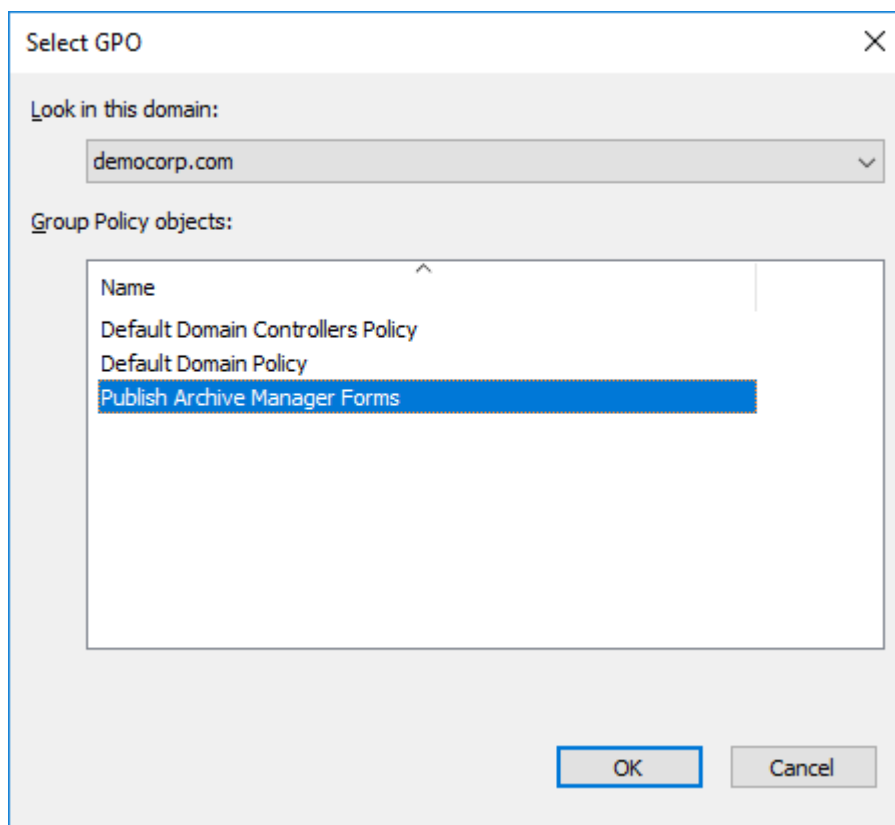 Select GPO
Look in this domain:
democorp.com
Group Policy objects:
Name
Default Domain Controllers Policy
Default Domain Policy
Publish Archive Manager Forms
OK
Cancel